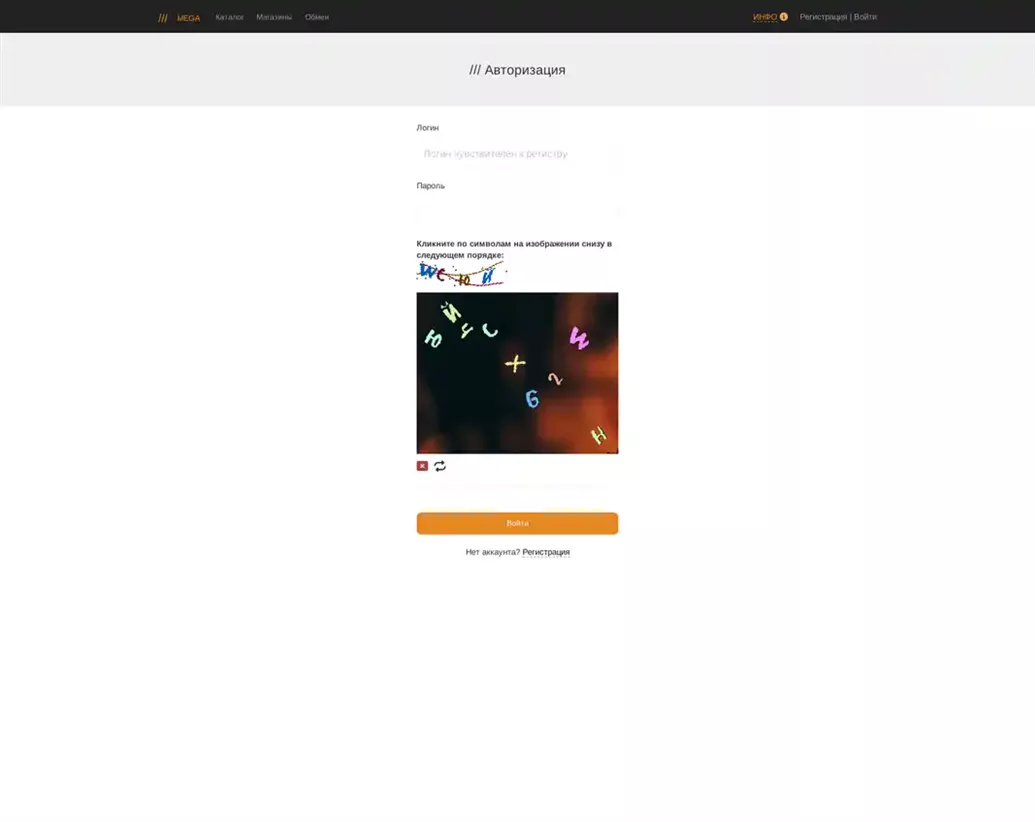 /// MEGA Каталог Магазины Обмен ИНФО Регистрация | Войти
/// Авторизация
Логин
Логин чувствителен к регистру
Пароль
Кликните по символам на изображении снизу в
следующем порядке:
W С Ю Й
Й
Ю Ч С W
+
2
6
Н
Войти
Нет аккаунта? Регистрация